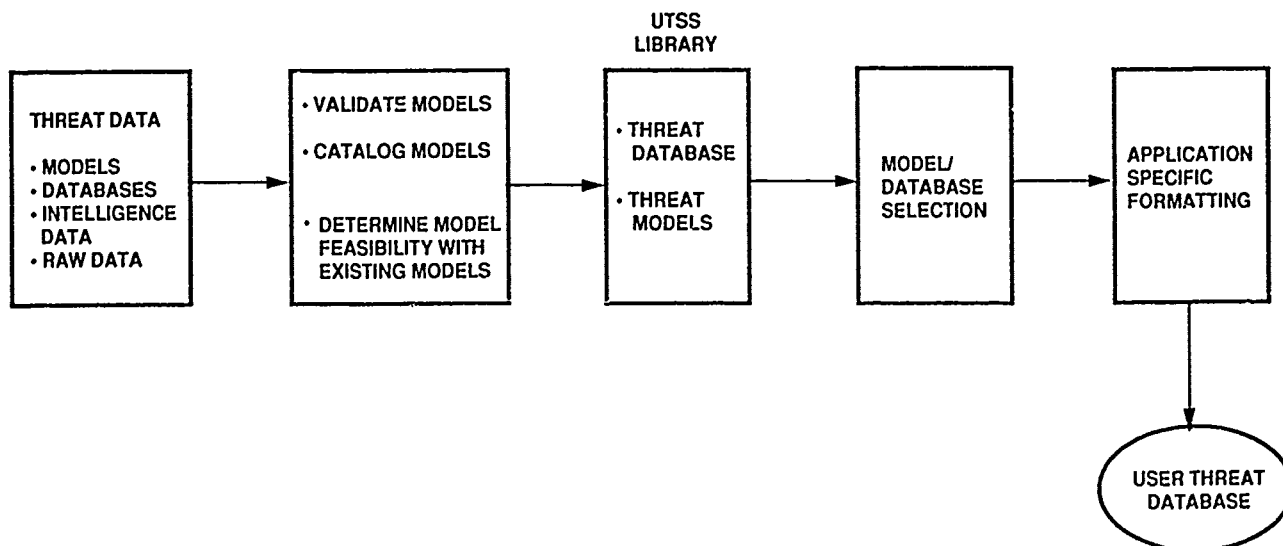 UTSS
LIBRARY
THREAT DATA
• MODELS
• DATABASES
• INTELLIGENCE
DATA
• RAW DATA
• VALIDATE MODELS
• CATALOG MODELS
• DETERMINE MODEL
FEASIBILITY WITH
EXISTING MODELS
• THREAT
DATABASE
• THREAT
MODELS
MODEL/
DATABASE
SELECTION
APPLICATION
SPECIFIC
FORMATTING
USER THREAT
DATABASE